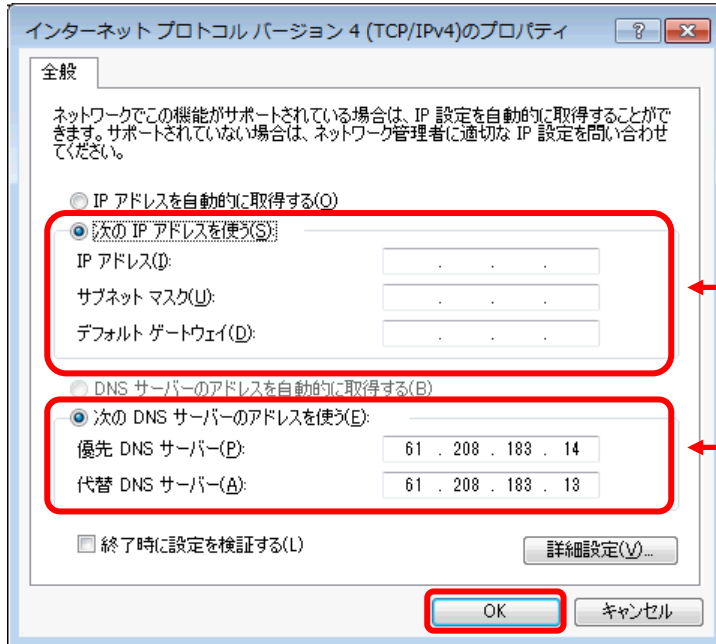 インターネット プロトコル バージョン 4 (TCP/IPv4)のプロパティ
全般
ネットワークでこの機能がサポートされている場合は、IP 設定を自動的に取得することがで
きます。サポートされていない場合は、ネットワーク管理者に適切な IP 設定を問い合わせ
てください。
IP アドレスを自動的に取得する(O)
次の IP アドレスを使う(S):
IP アドレス(I):
サブネット マスク(U):
デフォルト ゲートウェイ(D):
DNS サーバーのアドレスを自動的に取得する(B)
次の DNS サーバーのアドレスを使う(E):
優先 DNS サーバー(P): 61 . 208 . 183 . 14
代替 DNS サーバー(A): 61 . 208 . 183 . 13
終了時に設定を検証する(L)
詳細設定(V)...
OK キャンセル